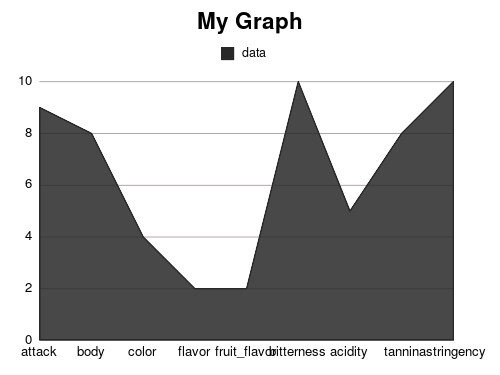 My Graph
data
10
8
6
4
2
0
attack body color flavor fruit_flavor bitterness acidity tannin astringency